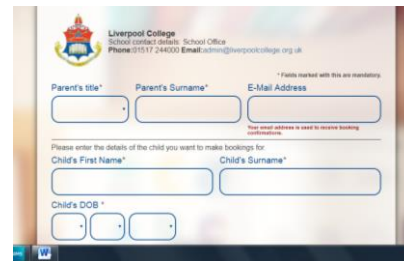 Liverpool College
School contact details: School Office
Phone:01517 244000 Email:admin@liverpoolcollege.org.uk
* Fields marked with this are mandatory.
Parent's title* Parent's Surname* E-Mail Address
Your email address is used to receive booking
confirmations.
Please enter the details of the child you want to make bookings for.
Child's First Name* Child's Surname*
Child's DOB *
W